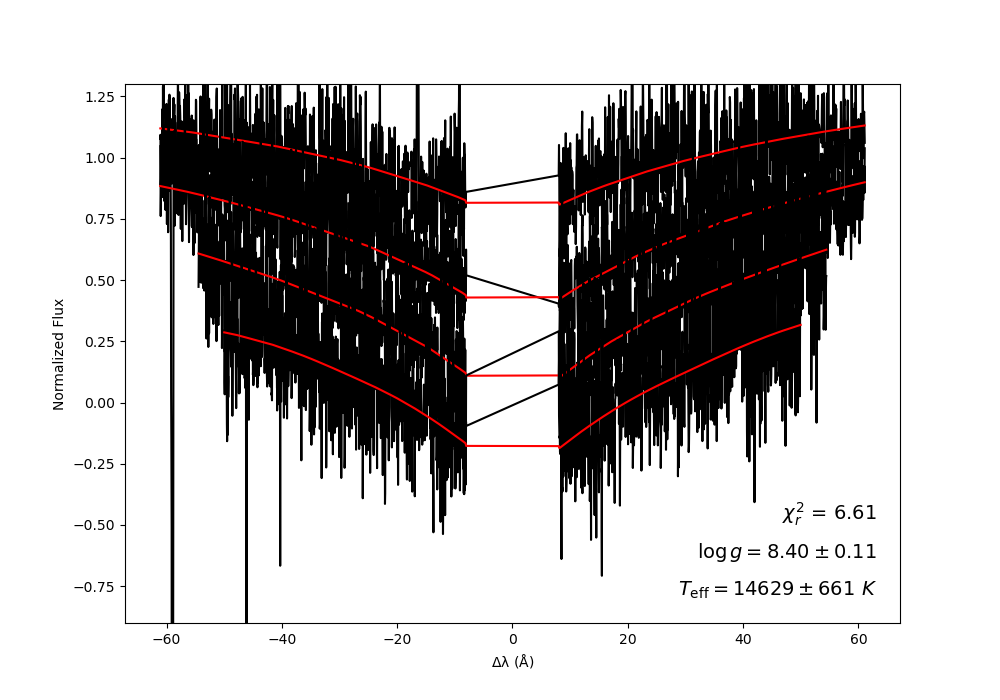 1.25
1.00
0.75
0.50
0.25
0.00
−0.25
−0.50
−0.75
Normalized Flux
χ²ᵣ = 6.61
log g = 8.40 ± 0.11
T_eff = 14629 ± 661 K
−60 −40 −20 0 20 40 60
Δλ (Å)